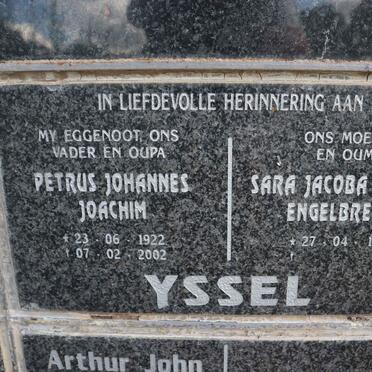 IN LIEFDEVOLLE HERINNERING AAN
MY EGGENOOT, ONS
VADER EN OUPA
PETRUS JOHANNES
JOACHIM
* 23 - 06 - 1922
† 07 - 02 - 2002
ONS MOE
EN OUM
SARA JACOBA
ENGELBRE
* 27 - 04 - 1
†
YSSEL
Arthur John